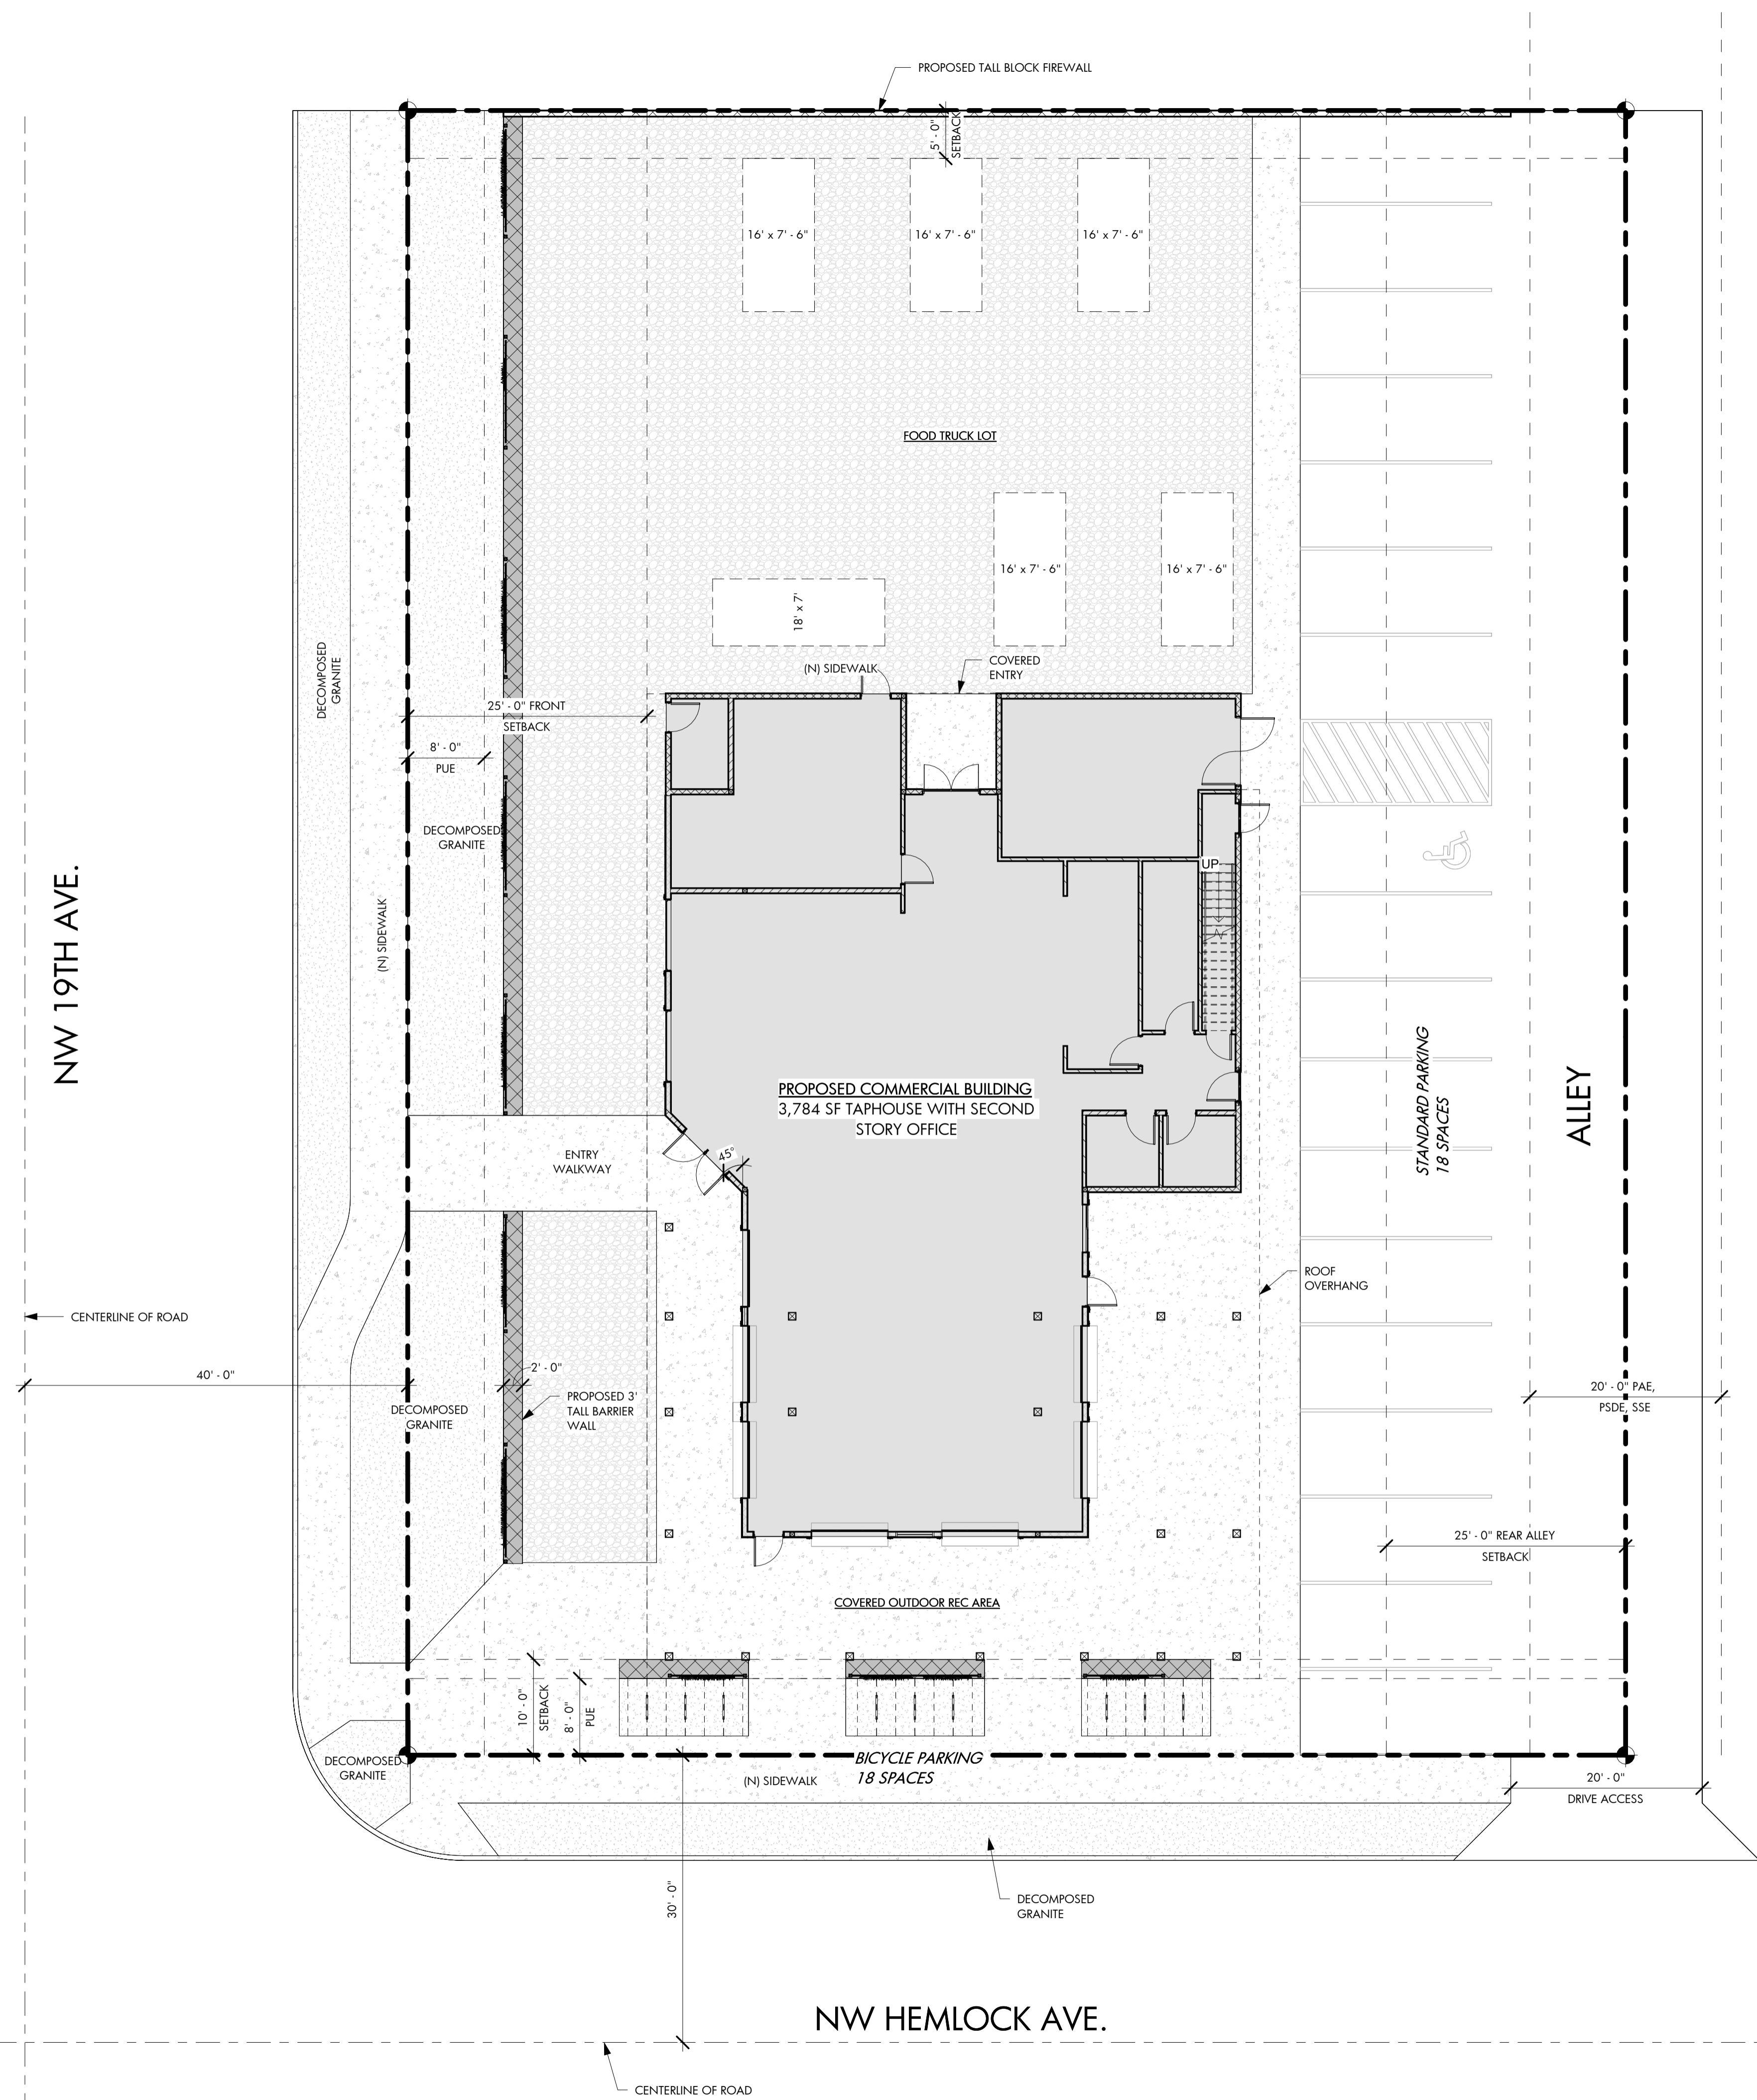 PROPOSED TALL BLOCK FIREWALL
5' - 0"
SETBACK
16' x 7' - 6"
16' x 7' - 6"
16' x 7' - 6"
FOOD TRUCK LOT
16' x 7' - 6"
16' x 7' - 6"
18' x 7'
(N) SIDEWALK
COVERED
ENTRY
DECOMPOSED
GRANITE
25' - 0" FRONT
SETBACK
8' - 0"
PUE
DECOMPOSED
GRANITE
UP
NW 19TH AVE.
(N) SIDEWALK
PROPOSED COMMERCIAL BUILDING
3,784 SF TAPHOUSE WITH SECOND
STORY OFFICE
STANDARD PARKING
18 SPACES
ALLEY
ENTRY
WALKWAY
45°
ROOF
OVERHANG
CENTERLINE OF ROAD
40' - 0"
2' - 0"
PROPOSED 3'
TALL BARRIER
WALL
DECOMPOSED
GRANITE
20' - 0" PAE,
PSDE, SSE
25' - 0" REAR ALLEY
SETBACK
COVERED OUTDOOR REC AREA
10' - 0"
SETBACK
8' - 0"
PUE
DECOMPOSED
GRANITE
BICYCLE PARKING
18 SPACES
(N) SIDEWALK
20' - 0"
DRIVE ACCESS
30' - 0"
DECOMPOSED
GRANITE
NW HEMLOCK AVE.
CENTERLINE OF ROAD